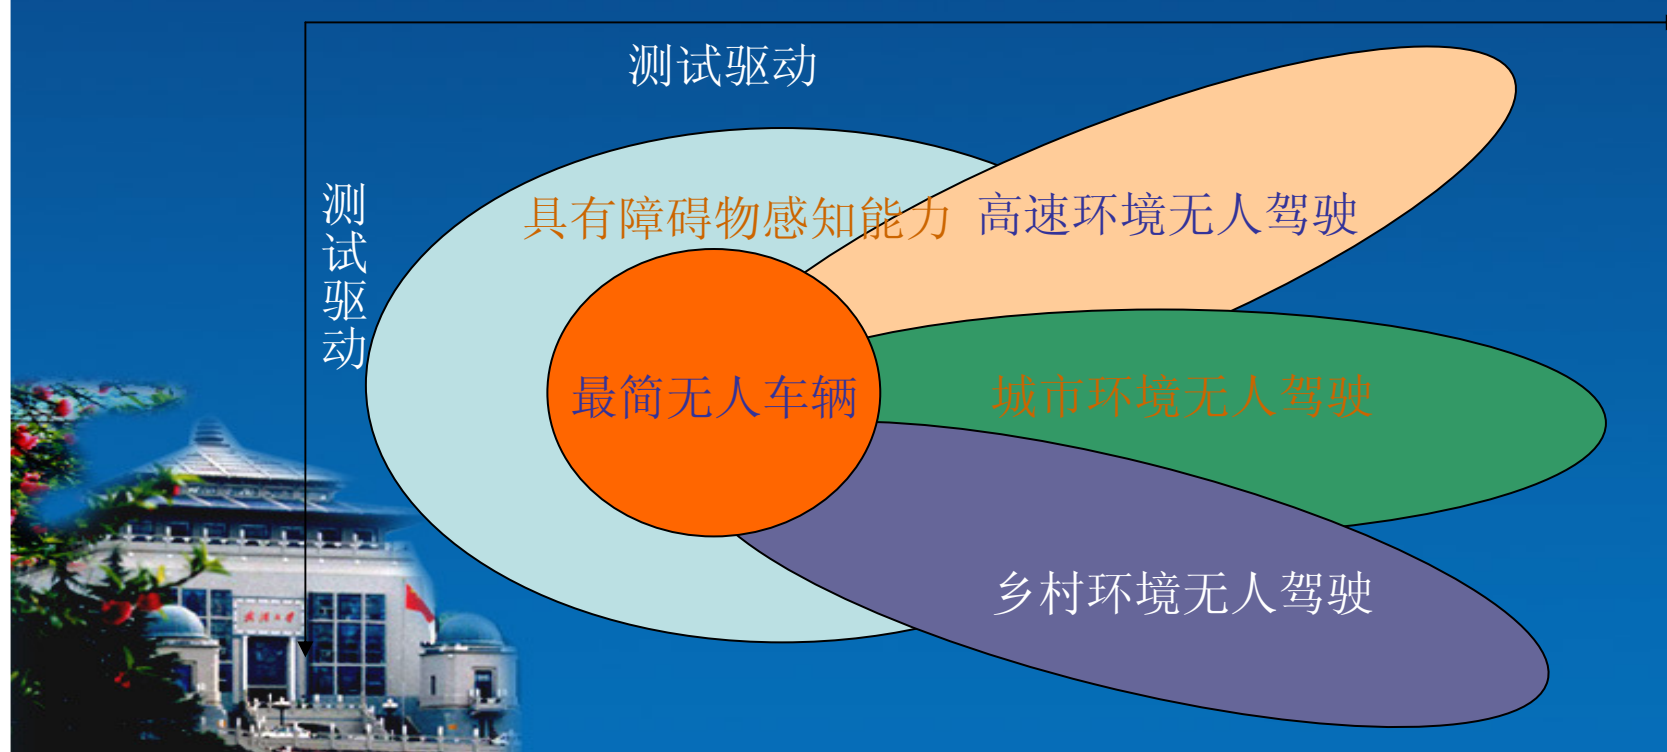 测试驱动
测试驱动
具有障碍物感知能力
高速环境无人驾驶
最简无人车辆
城市环境无人驾驶
乡村环境无人驾驶